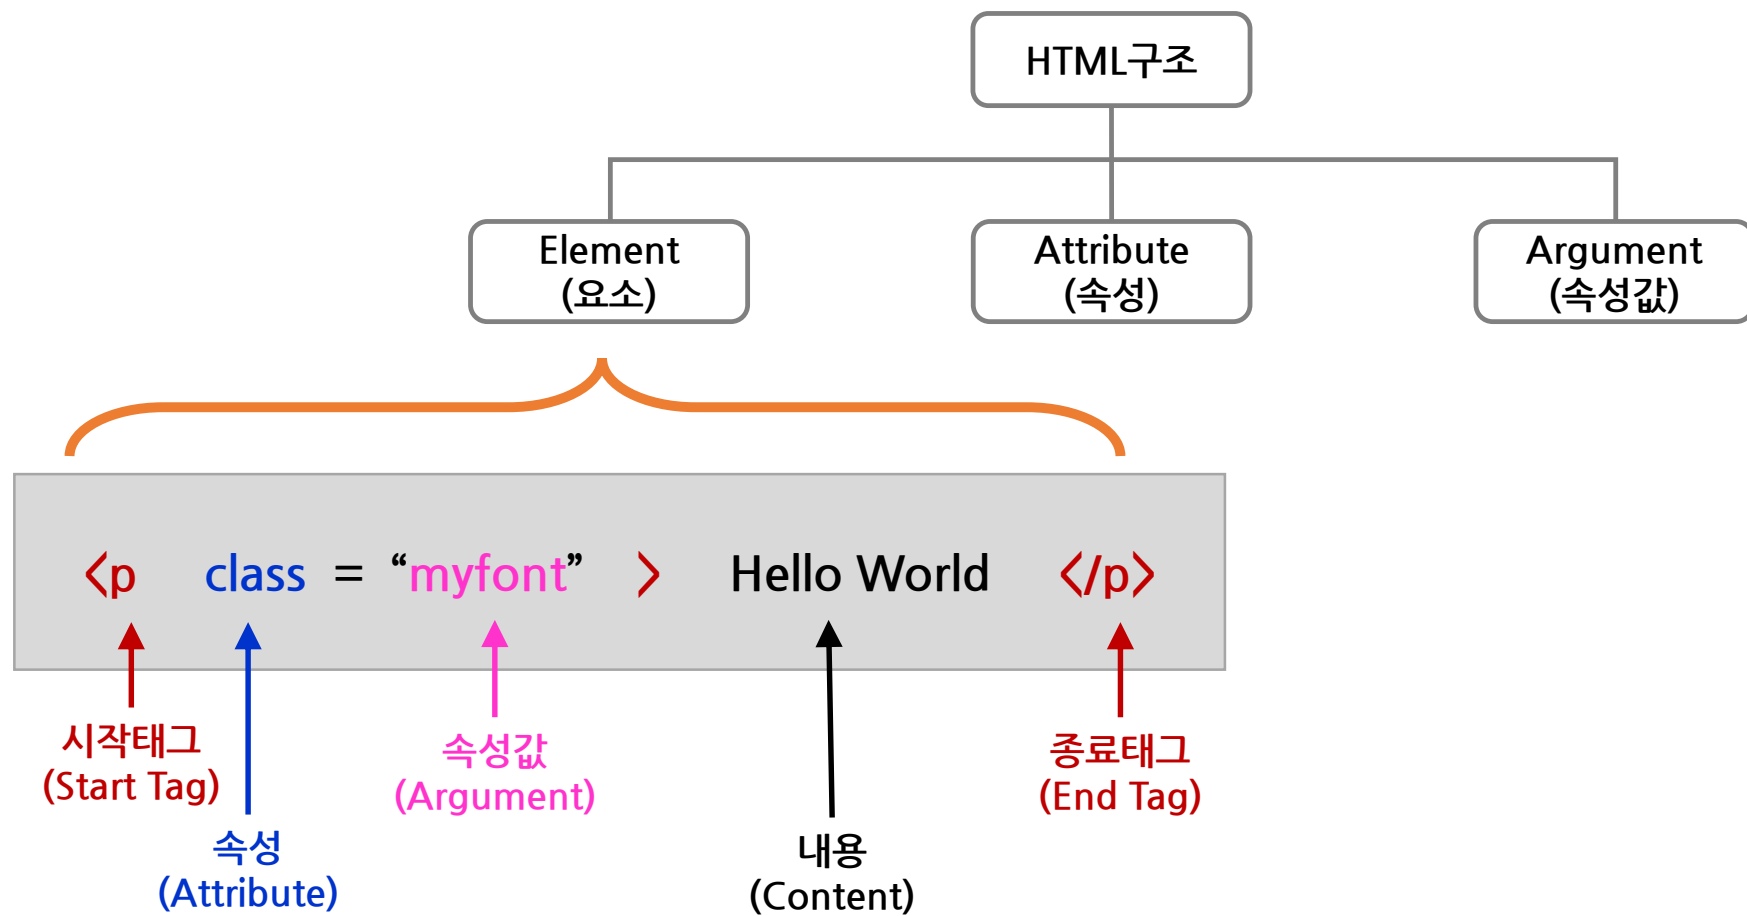 HTML구조
Element
(요소)
Attribute
(속성)
Argument
(속성값)
<p class = “myfont” > Hello World </p>
시작태그
(Start Tag)
속성값
(Argument)
종료태그
(End Tag)
속성
(Attribute)
내용
(Content)